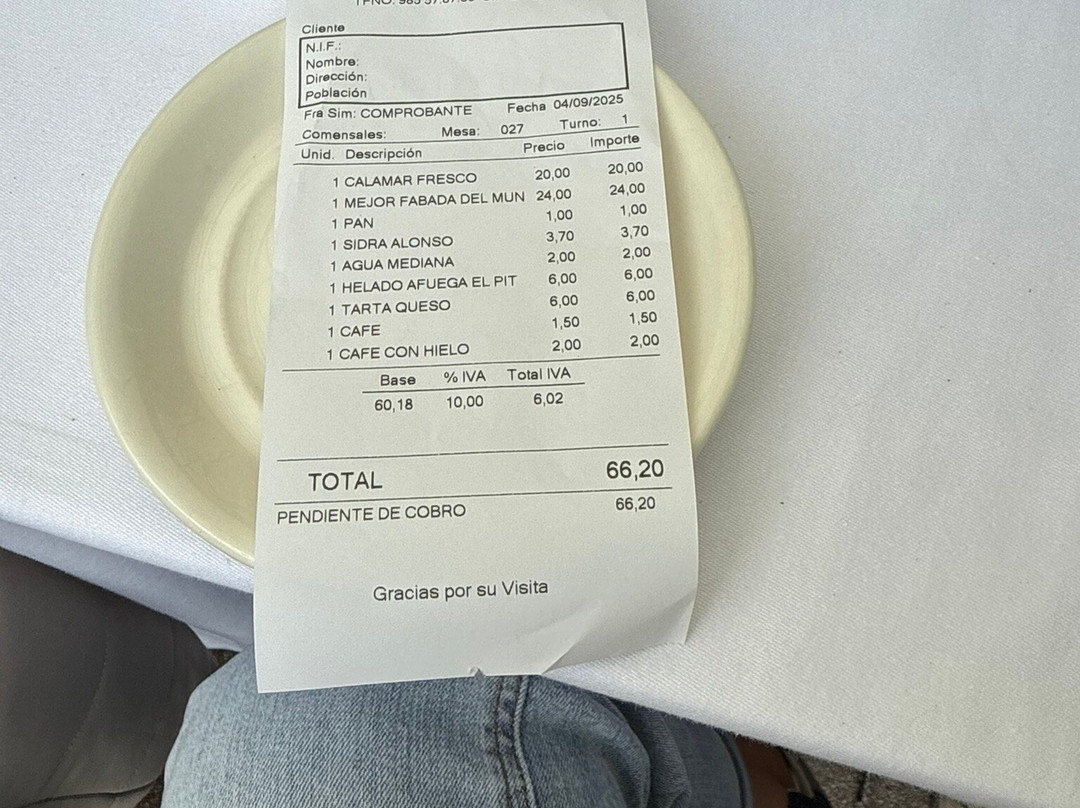 Cliente
N.I.F.:
Nombre:
Dirección:
Población
Fra Sim: COMPROBANTE Fecha 04/09/2025
Comensales: Mesa: 027 Turno: 1
Unid. Descripción Precio Importe
1 CALAMAR FRESCO 20,00 20,00
1 MEJOR FABADA DEL MUN 24,00 24,00
1 PAN 1,00 1,00
1 SIDRA ALONSO 3,70 3,70
1 AGUA MEDIANA 2,00 2,00
1 HELADO AFUEGA EL PIT 6,00 6,00
1 TARTA QUESO 6,00 6,00
1 CAFE 1,50 1,50
1 CAFE CON HIELO 2,00 2,00
Base % IVA Total IVA
60,18 10,00 6,02
TOTAL 66,20
PENDIENTE DE COBRO 66,20
Gracias por su Visita